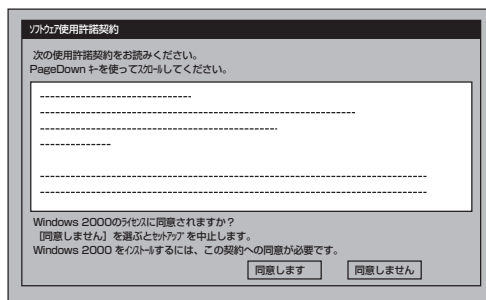 ｿﾌﾄｳｪｱ使用許諾契約
次の使用許諾契約をお読みください。
PageDown ｷｰを使ってｽｸﾛｰﾙしてください。
Windows 2000のﾗｲｾﾝｽに同意されますか？
［同意しません］を選ぶとｾｯﾄｱｯﾌﾟを中止します。
Windows 2000 をｲﾝｽﾄｰﾙするには、この契約への同意が必要です。
同意します　同意しません